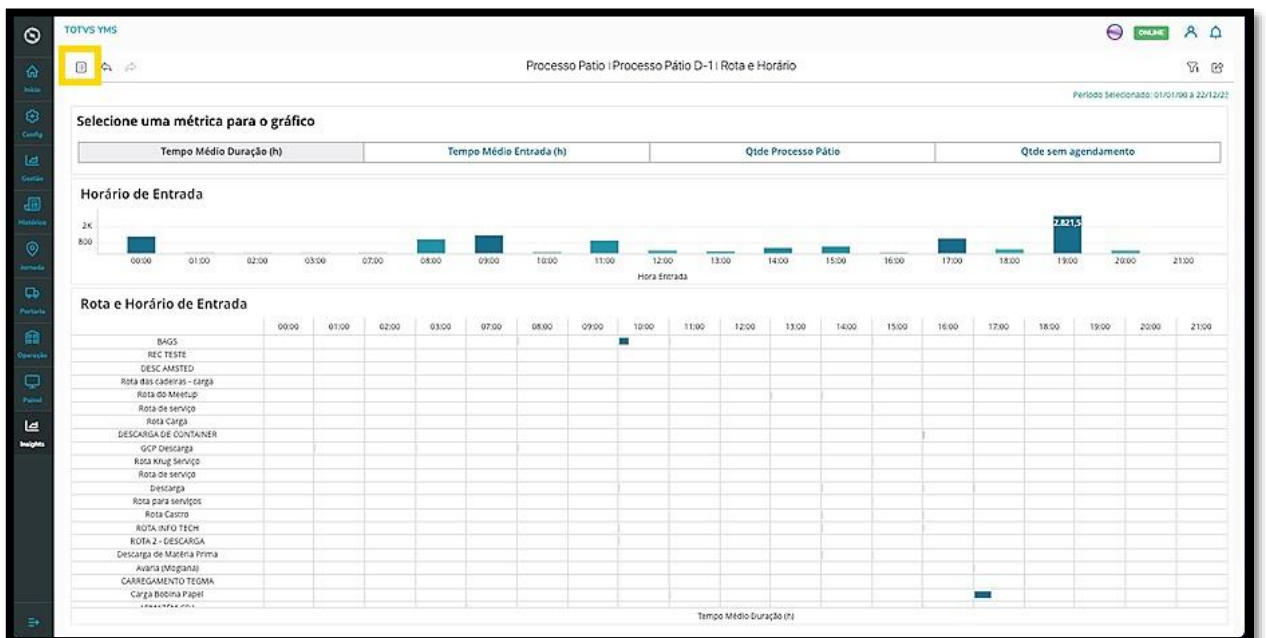 TOTVS YMS
ONLINE
Início
Config
Gestão
Histórico
Jornada
Portaria
Operação
Painel
Insights
Processo Patio | Processo Pátio D-1 | Rota e Horário
Período Selecionado: 01/01/00 à 22/12/23
Selecione uma métrica para o gráfico
Tempo Médio Duração (h) Tempo Médio Entrada (h) Qtde Processo Pátio Qtde sem agendamento
Horário de Entrada
2K
800
2.821,5
00:00 01:00 02:00 03:00 07:00 08:00 09:00 10:00 11:00 12:00 13:00 14:00 15:00 16:00 17:00 18:00 19:00 20:00 21:00
Hora Entrada
Rota e Horário de Entrada
00:00 01:00 02:00 03:00 07:00 08:00 09:00 10:00 11:00 12:00 13:00 14:00 15:00 16:00 17:00 18:00 19:00 20:00 21:00
BAGS
REC TESTE
DESC AMSTED
Rota das cadeiras - carga
Rota do Meetup
Rota de serviço
Rota Carga
DESCARGA DE CONTAINER
GCP Descarga
Rota Krug Serviço
Rota de serviço
Descarga
Rota para serviços
Rota Castro
ROTA INFO TECH
ROTA 2 - DESCARGA
Descarga de Matéria Prima
Avaria (Mogiana)
CARREGAMENTO TEGMA
Carga Bobina Papel
Tempo Médio Duração (h)